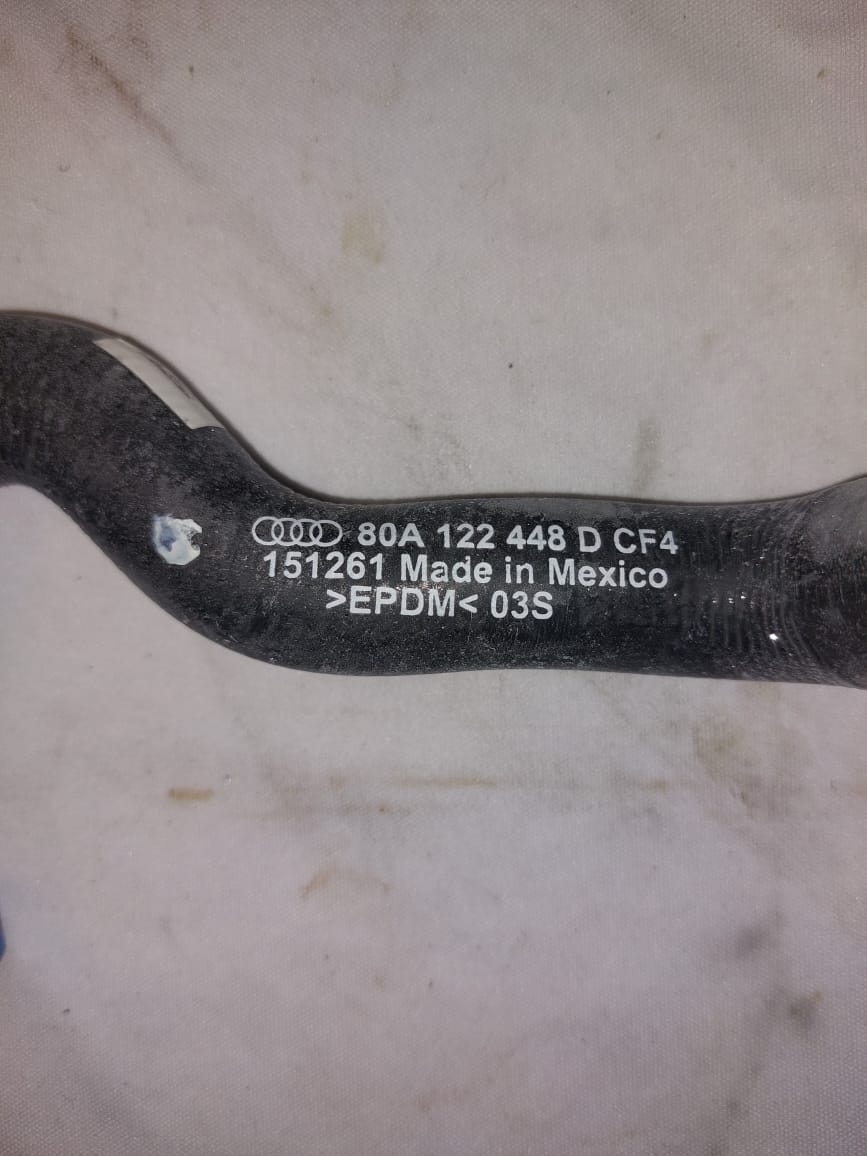 80A 122 448 D CF4
151261 Made in Mexico
>EPDM< 03S